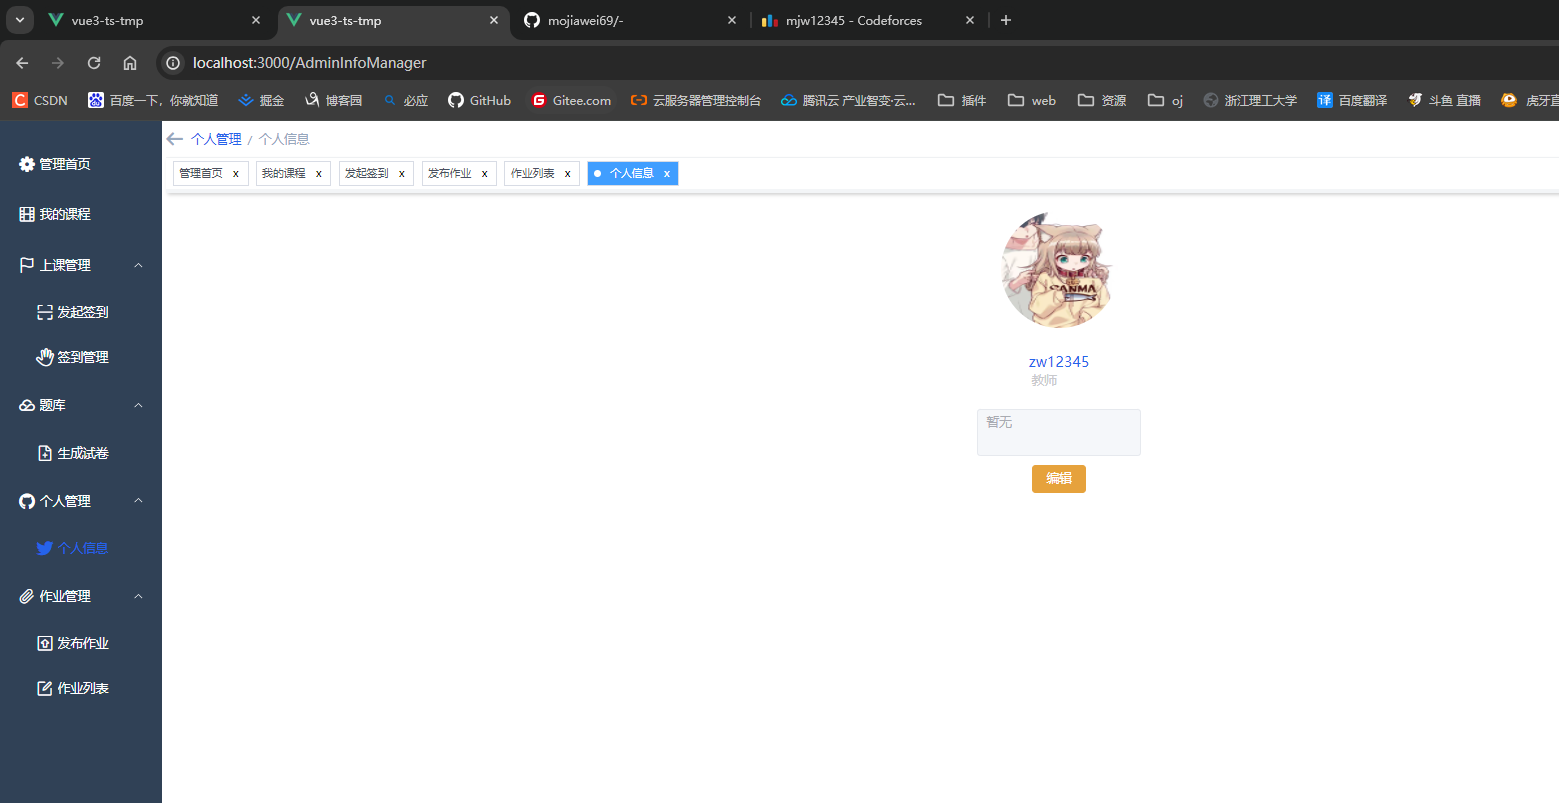 vue3-ts-tmp
vue3-ts-tmp
mojiawei69/-
mjw12345 - Codeforces
localhost:3000/AdminInfoManager
CSDN
百度一下，你就知道
掘金
博客园
必应
GitHub
Gitee.com
云服务器管理控制台
腾讯云 产业智变·云...
插件
web
资源
oj
浙江理工大学
译 百度翻译
斗鱼 直播
虎牙直
管理首页
我的课程
上课管理
发起签到
签到管理
题库
生成试卷
个人管理
个人信息
作业管理
发布作业
作业列表
个人管理 / 个人信息
管理首页 x
我的课程 x
发起签到 x
发布作业 x
作业列表 x
个人信息 x
SANMA
zw12345
教师
暂无
编辑